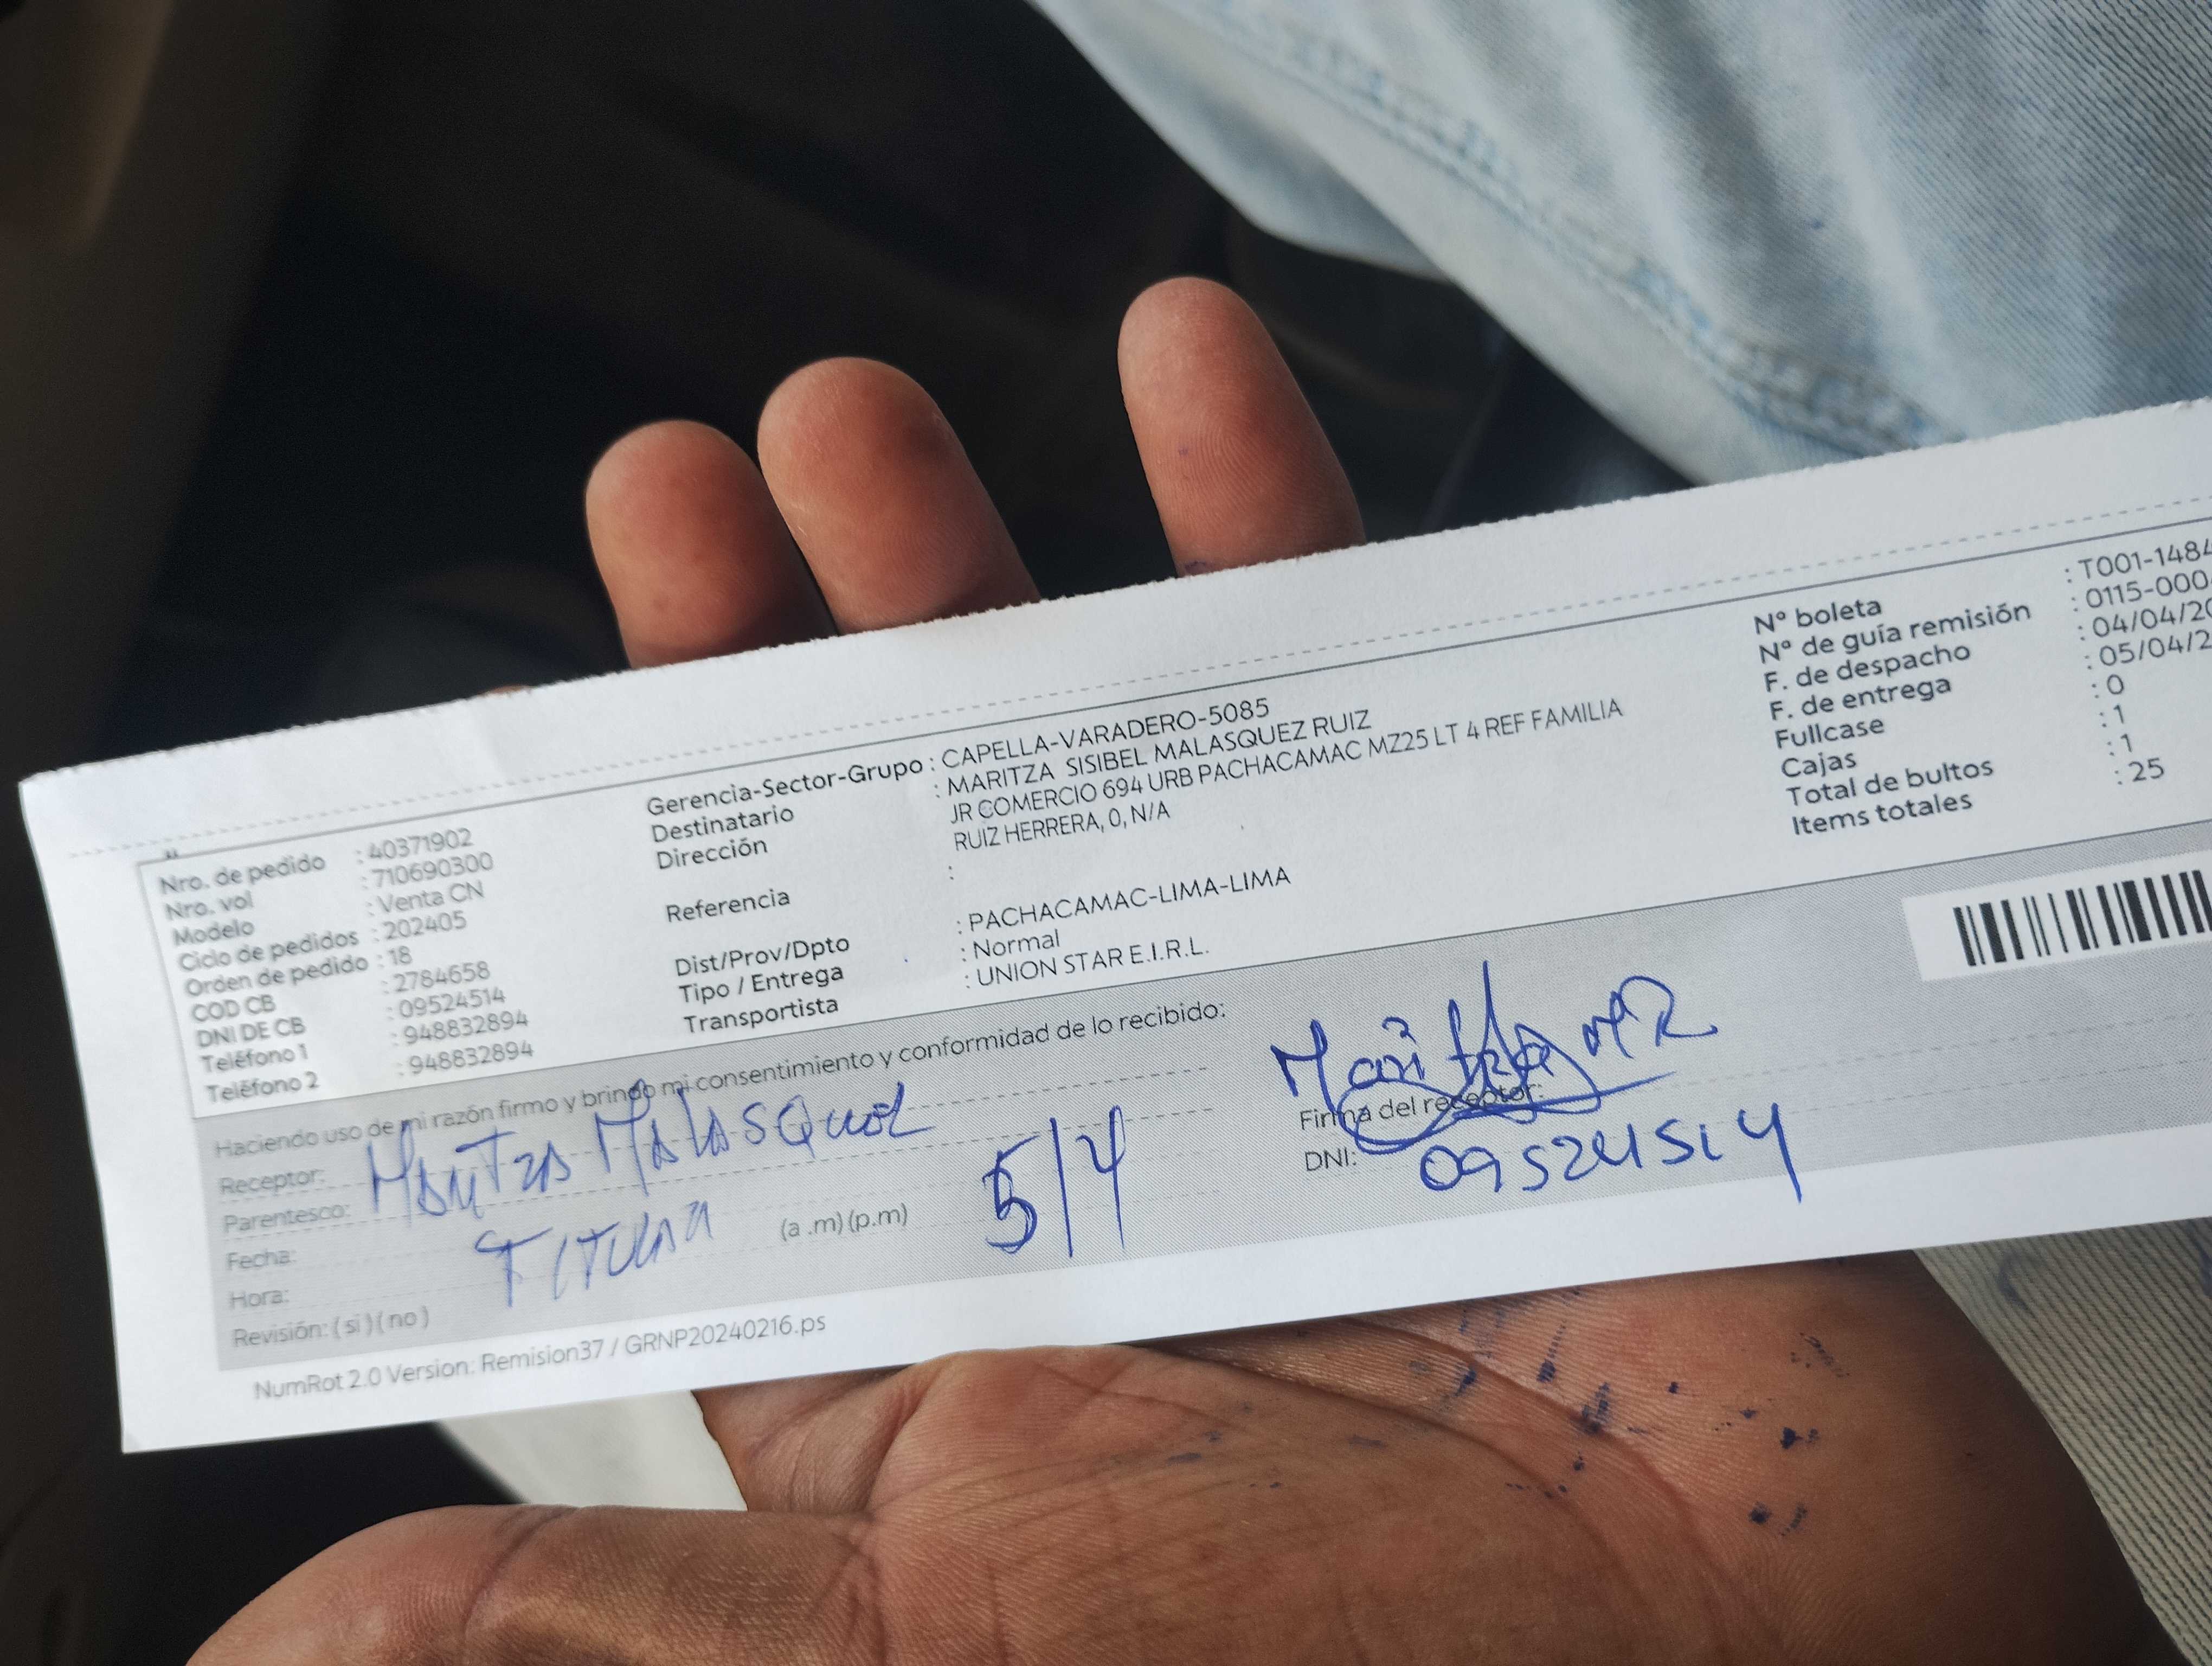 Nro. de pedido : 40371902
Nro. vol : 710690300
Modelo : Venta CN
Ciclo de pedidos : 202405
Orden de pedido : 18
COD CB : 2784658
DNI DE CB : 09524514
Teléfono 1 : 948832894
Teléfono 2 : 948832894
Gerencia-Sector-Grupo : CAPELLA-VARADERO-5085
Destinatario : MARITZA SISIBEL MALASQUEZ RUIZ
Dirección JR COMERCIO 694 URB PACHACAMAC MZ25 LT 4 REF FAMILIA
RUIZ HERRERA, 0, N/A
Referencia :
Dist/Prov/Dpto : PACHACAMAC-LIMA-LIMA
Tipo / Entrega : Normal
Transportista : UNION STAR E.I.R.L.
Nº boleta : T001-1484
Nº de guía remisión : 0115-000
F. de despacho : 04/04/20
F. de entrega : 05/04/2
Fullcase : 0
Cajas : 1
Total de bultos : 1
Items totales : 25
Haciendo uso de mi razón firmo y brindo mi consentimiento y conformidad de lo recibido:
Receptor: Maritza Malasquez
Parentesco: Titular
Fecha: 5/4
Hora: (a .m) (p.m)
Revisión: ( si ) ( no )
Maritza MR
Firma del receptor:
DNI: 09524514
NumRot 2.0 Version: Remision37 / GRNP20240216.ps